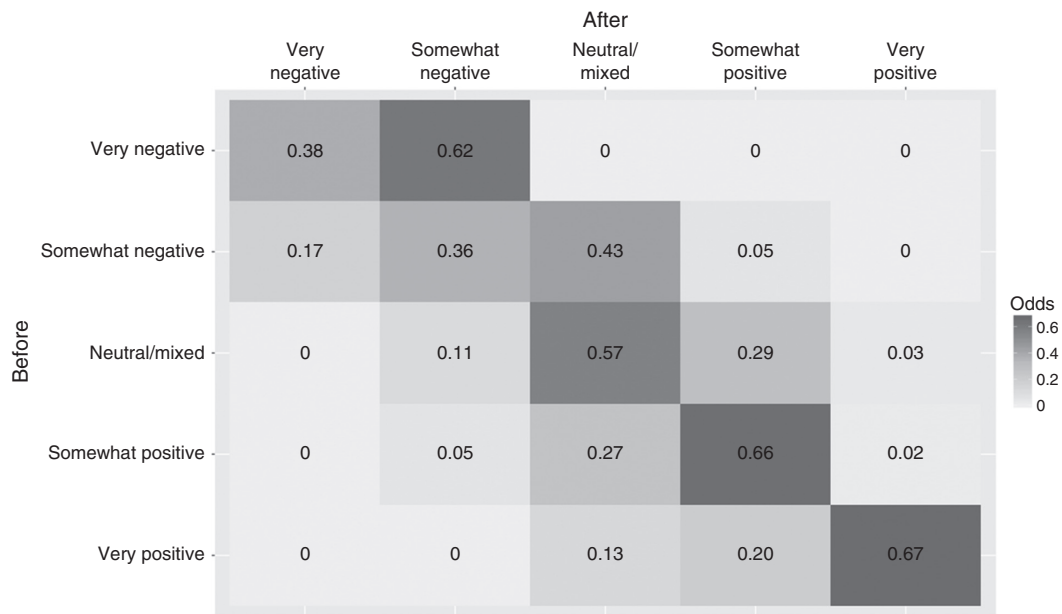 After
Very
negative
Somewhat
negative
Neutral/
mixed
Somewhat
positive
Very
positive
Before
Very negative
0.38 0.62 0 0 0
Somewhat negative
0.17 0.36 0.43 0.05 0
Neutral/mixed
0 0.11 0.57 0.29 0.03
Somewhat positive
0 0.05 0.27 0.66 0.02
Very positive
0 0 0.13 0.20 0.67
Odds
0.6
0.4
0.2
0